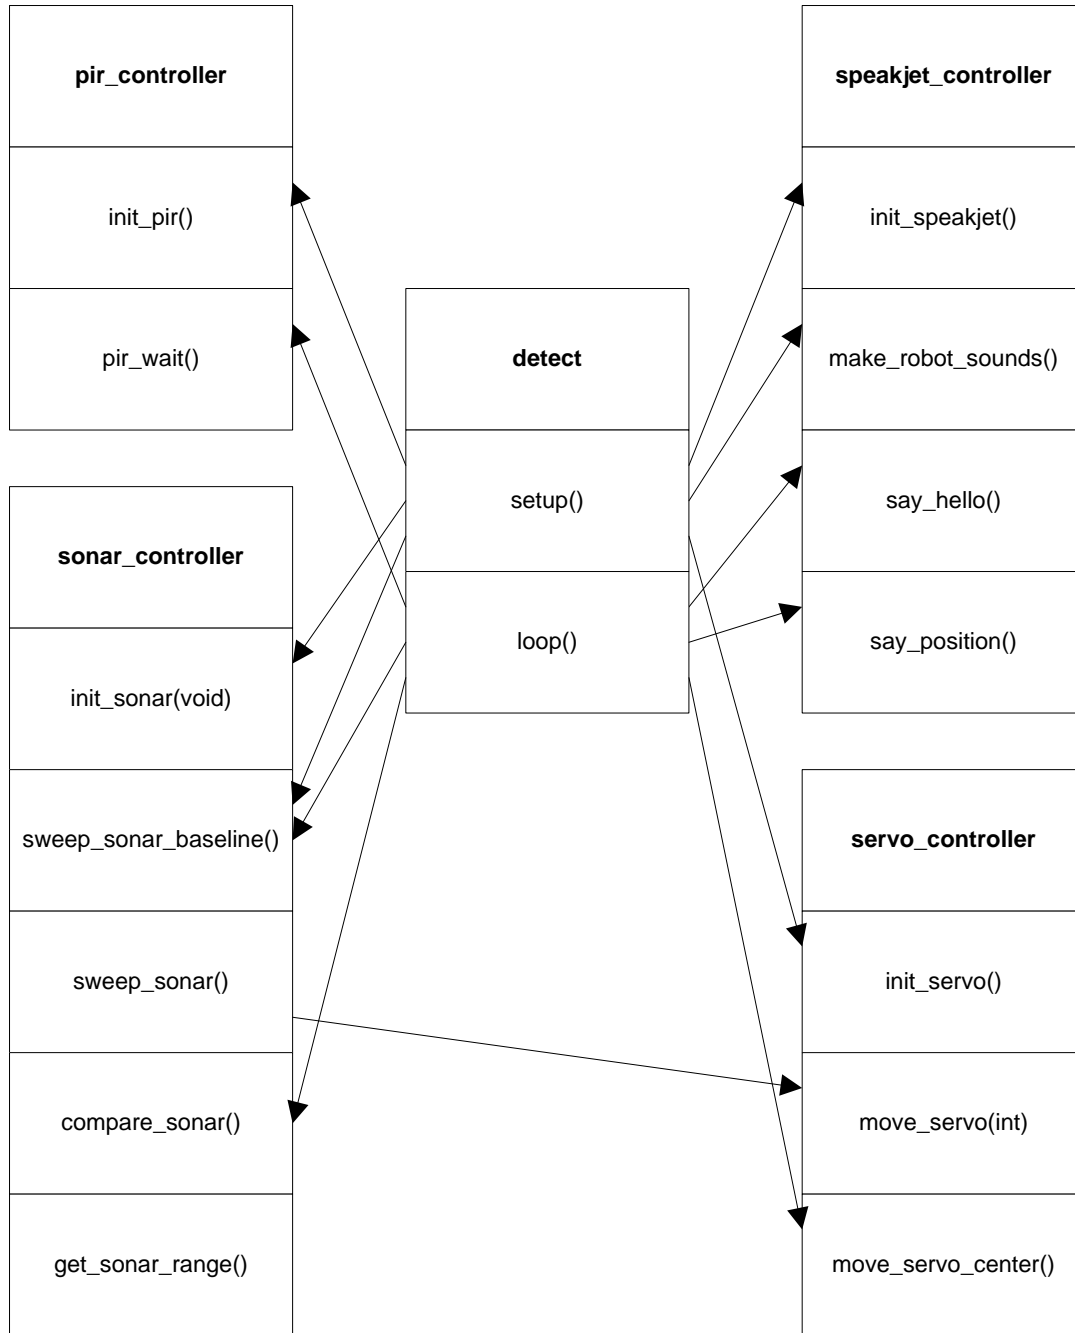 pir_controller
init_pir()
pir_wait()
sonar_controller
init_sonar(void)
sweep_sonar_baseline()
sweep_sonar()
compare_sonar()
get_sonar_range()
detect
setup()
loop()
speakjet_controller
init_speakjet()
make_robot_sounds()
say_hello()
say_position()
servo_controller
init_servo()
move_servo(int)
move_servo_center()